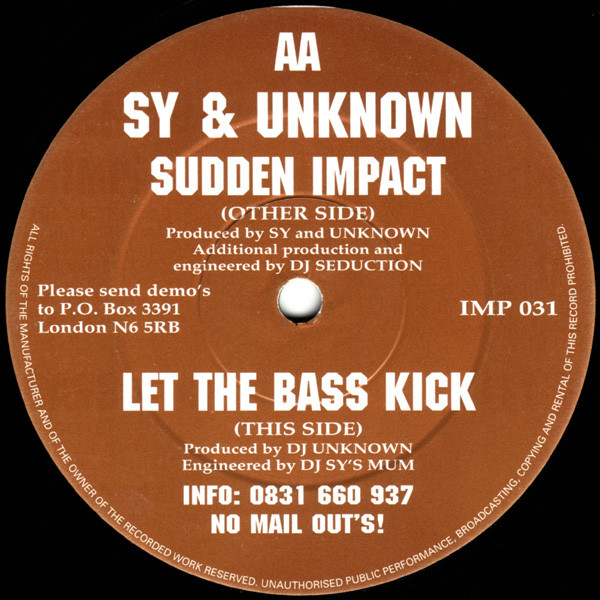 AA
SY & UNKNOWN
SUDDEN IMPACT
(OTHER SIDE)
Produced by SY and UNKNOWN
Additional production and
engineered by DJ SEDUCTION
Please send demo's
to P.O. Box 3391
London N6 5RB
IMP 031
LET THE BASS KICK
(THIS SIDE)
Produced by DJ UNKNOWN
Engineered by DJ SY'S MUM
INFO: 0831 660 937
NO MAIL OUT'S!
ALL RIGHTS OF THE MANUFACTURER AND OF THE OWNER OF THE RECORDED WORK RESERVED. UNAUTHORISED PUBLIC PERFORMANCE, BROADCASTING, COPYING AND RENTAL OF THIS RECORD PROHIBITED.